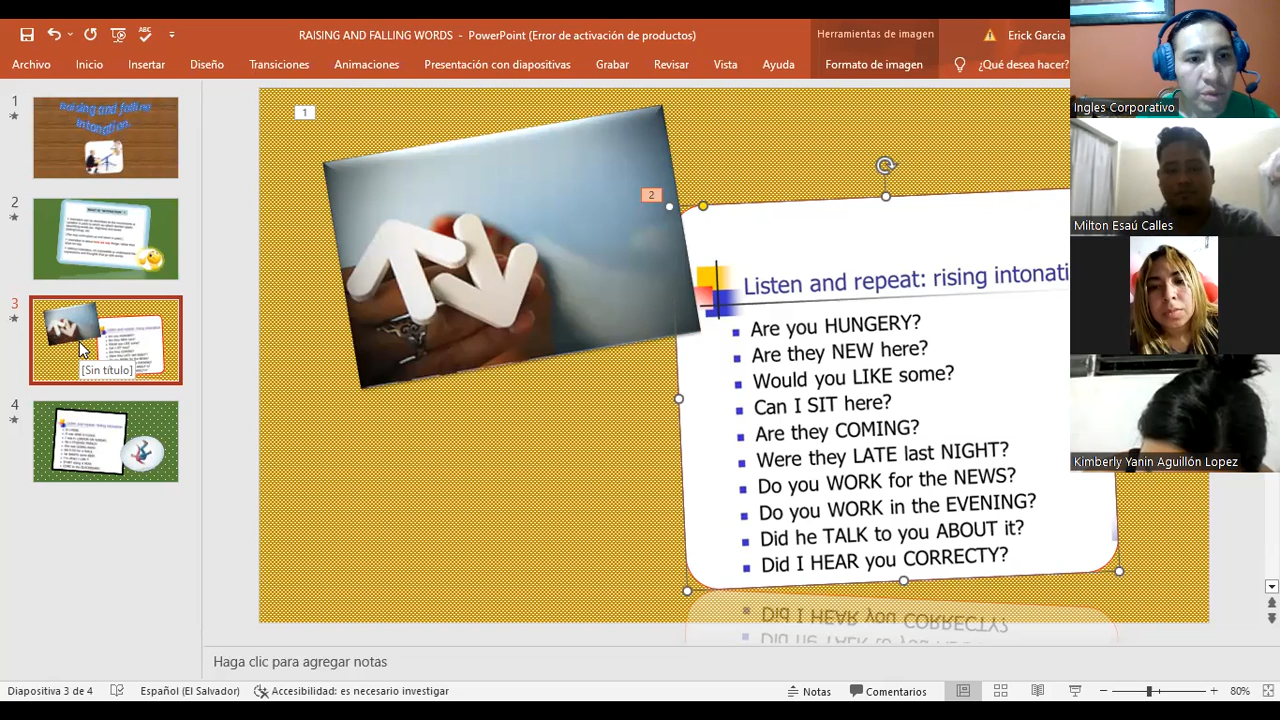 RAISING AND FALLING WORDS - PowerPoint (Error de activación de productos)
Herramientas de imagen
Erick Garcia
Archivo Inicio Insertar Diseño Transiciones Animaciones Presentación con diapositivas Grabar Revisar Vista Ayuda Formato de imagen ¿Qué desea hacer?
Ingles Corporativo
Milton Esaú Calles
Kimberly Yanin Aguillón Lopez
1
Raising and falling
intonation.
2
3
[Sin título]
4
1
2
Listen and repeat: rising intonati
Are you HUNGERY?
Are they NEW here?
Would you LIKE some?
Can I SIT here?
Are they COMING?
Were they LATE last NIGHT?
Do you WORK for the NEWS?
Do you WORK in the EVENING?
Did he TALK to you ABOUT it?
Did I HEAR you CORRECTY?
Haga clic para agregar notas
Diapositiva 3 de 4 Español (El Salvador) Accesibilidad: es necesario investigar Notas Comentarios 80%